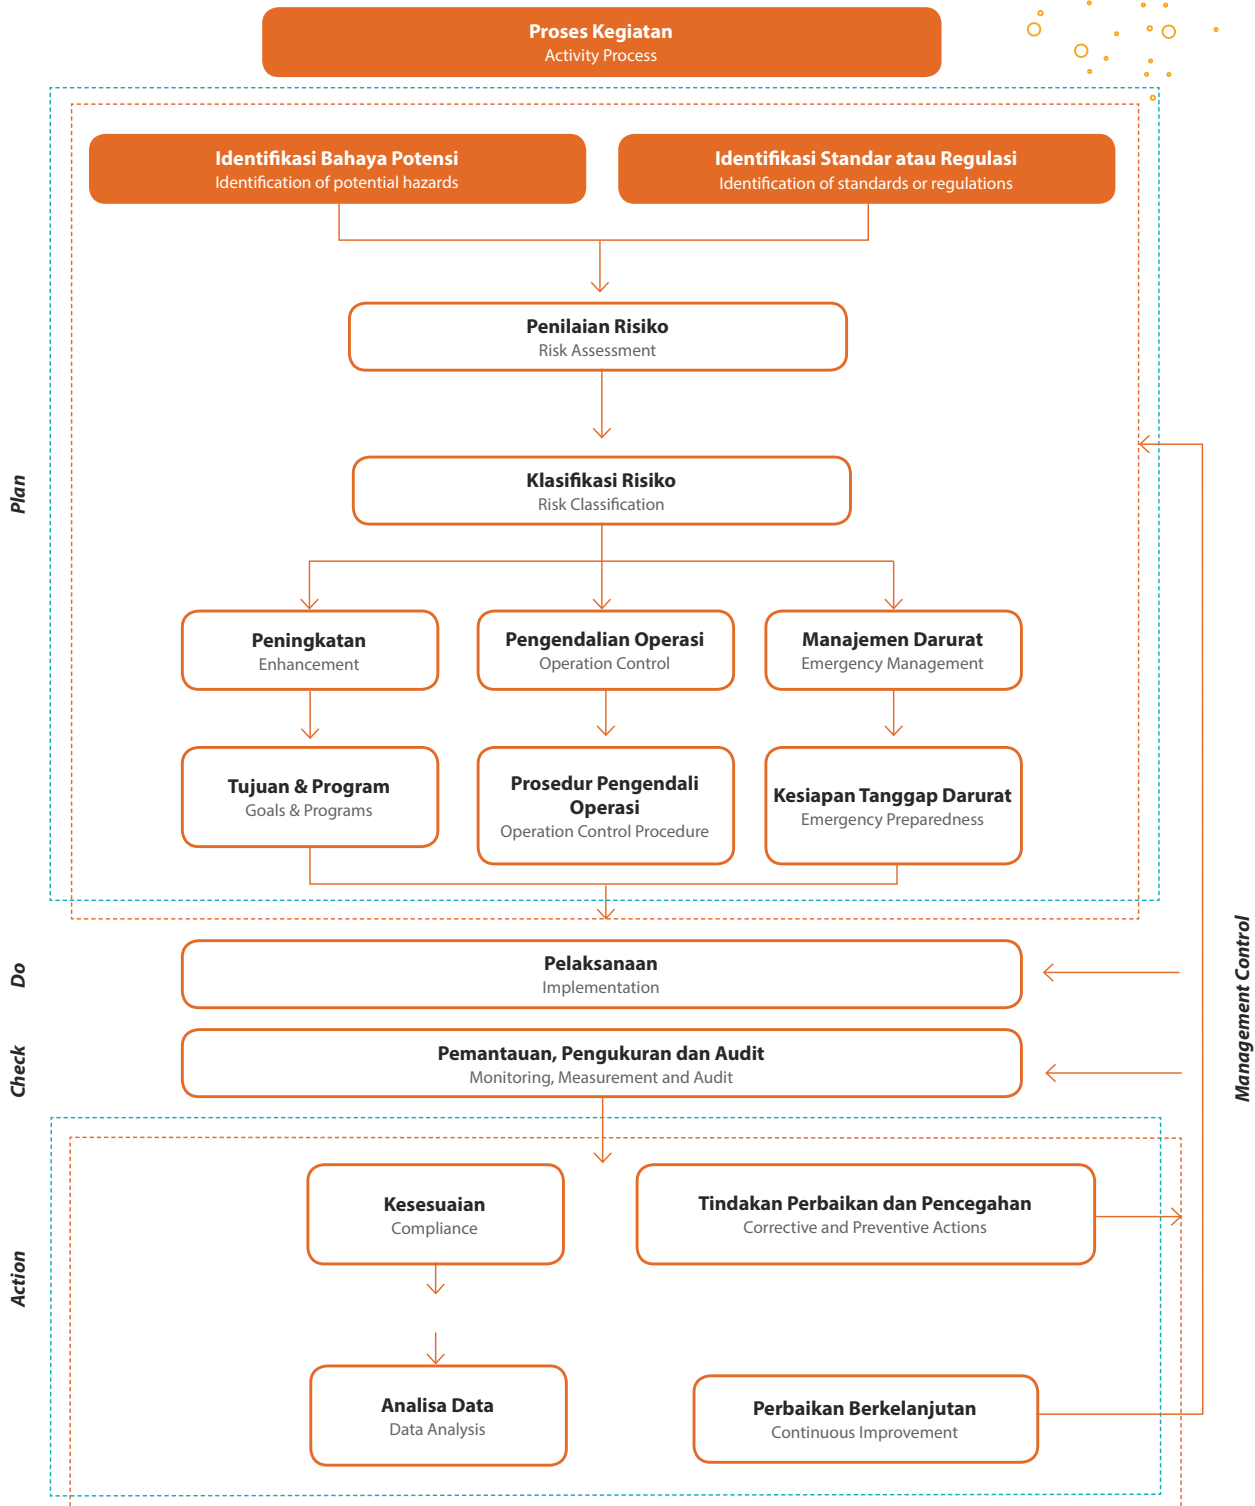 Proses Kegiatan
Activity Process
Identifikasi Bahaya Potensi
Identification of potential hazards
Identifikasi Standar atau Regulasi
Identification of standards or regulations
Penilaian Risiko
Risk Assessment
Plan
Klasifikasi Risiko
Risk Classification
Peningkatan
Enhancement
Pengendalian Operasi
Operation Control
Manajemen Darurat
Emergency Management
Tujuan & Program
Goals & Programs
Prosedur Pengendali
Operasi
Operation Control Procedure
Kesiapan Tanggap Darurat
Emergency Preparedness
Do
Pelaksanaan
Implementation
Management Control
Check
Pemantauan, Pengukuran dan Audit
Monitoring, Measurement and Audit
Action
Kesesuaian
Compliance
Tindakan Perbaikan dan Pencegahan
Corrective and Preventive Actions
Analisa Data
Data Analysis
Perbaikan Berkelanjutan
Continuous Improvement